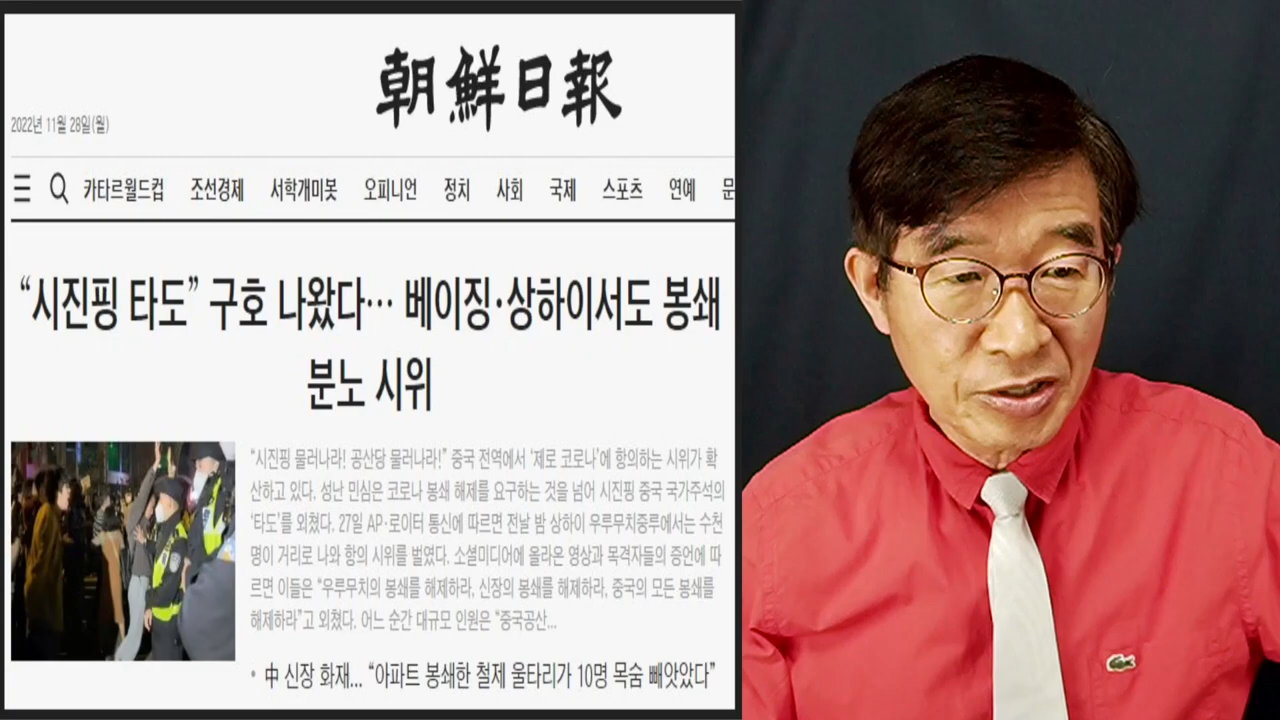 朝鮮日報
2022년 11월 28일(월)
카타르월드컵 조선경제 서학개미봇 오피니언 정치 사회 국제 스포츠 연예 문
“시진핑 타도” 구호 나왔다… 베이징·상하이서도 봉쇄
분노 시위
“시진핑 물러나라! 공산당 물러나라!” 중국 전역에서 ‘제로 코로나’에 항의하는 시위가 확
산하고 있다. 성난 민심은 코로나 봉쇄 해제를 요구하는 것을 넘어 시진핑 중국 국가주석의
‘타도’를 외쳤다. 27일 AP·로이터 통신에 따르면 전날 밤 상하이 우루무치중루에서는 수천
명이 거리로 나와 항의 시위를 벌였다. 소셜미디어에 올라온 영상과 목격자들의 증언에 따
르면 이들은 “우루무치의 봉쇄를 해제하라, 신장의 봉쇄를 해제하라, 중국의 모든 봉쇄를
해제하라”고 외쳤다. 어느 순간 대규모 인원은 “중국공산...
• 中 신장 화재... “아파트 봉쇄한 철제 울타리가 10명 목숨 빼앗았다”